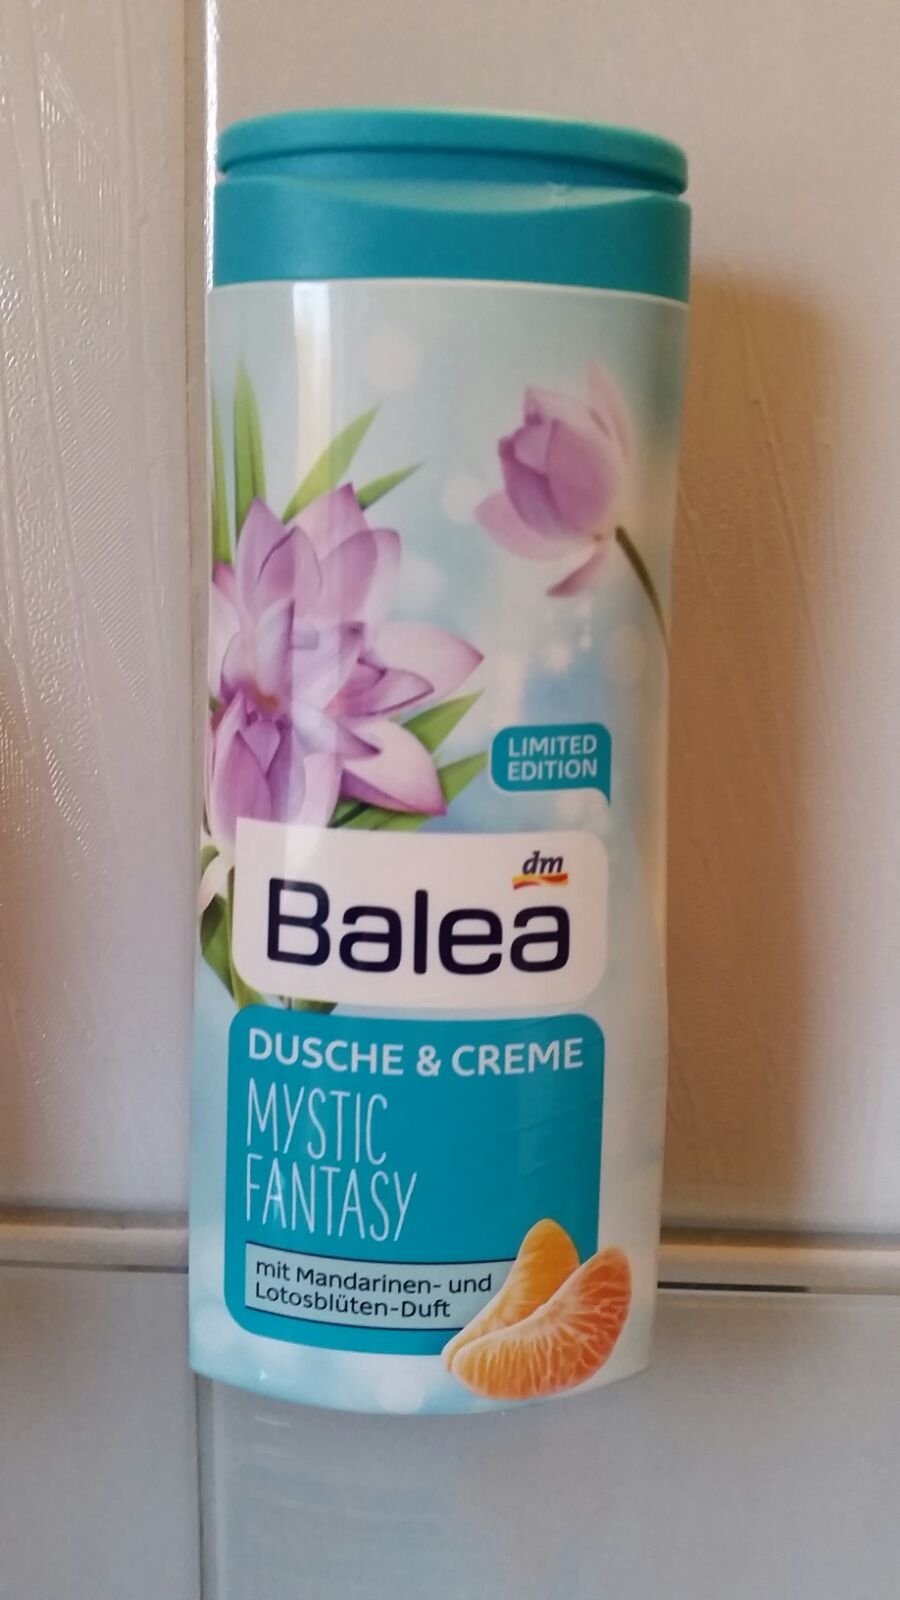 LIMITED
EDITION
dm
Balea
DUSCHE & CREME
MYSTIC
FANTASY
mit Mandarinen- und
Lotosblüten-Duft